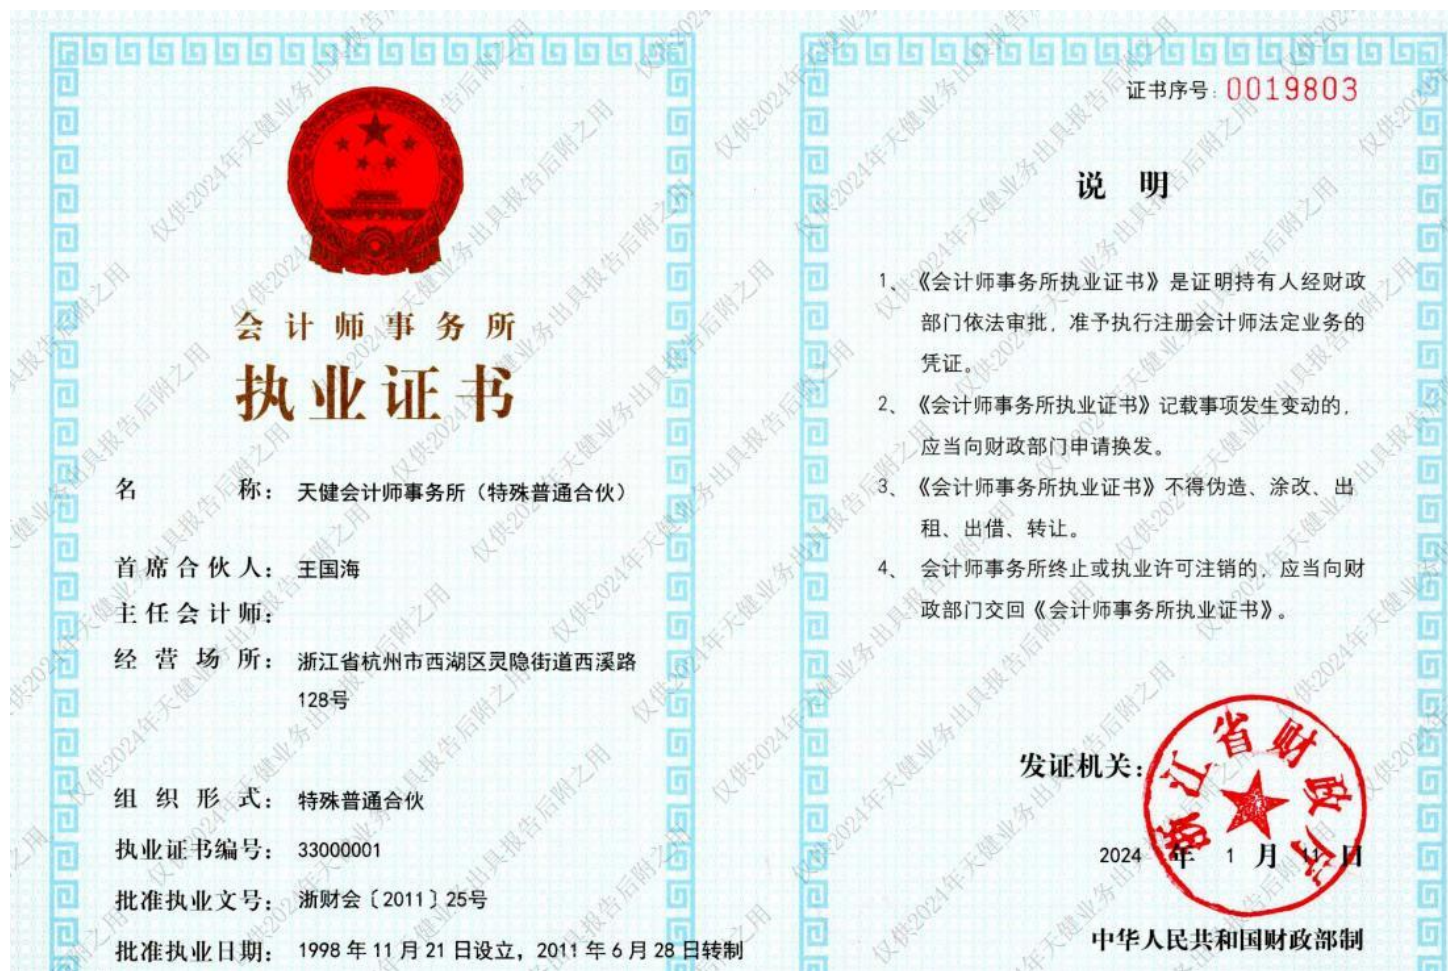 会计师事务所
执业证书
名 称： 天健会计师事务所（特殊普通合伙）
首席合伙人： 王国海
主任会计师：
经营场所： 浙江省杭州市西湖区灵隐街道西溪路
128号
组织形式： 特殊普通合伙
执业证书编号： 33000001
批准执业文号： 浙财会〔2011〕25号
批准执业日期： 1998年11月21日设立，2011年6月28日转制
证书序号：0019803
说 明
1、《会计师事务所执业证书》是证明持有人经财政
部门依法审批，准予执行注册会计师法定业务的
凭证。
2、《会计师事务所执业证书》记载事项发生变动的，
应当向财政部门申请换发。
3、《会计师事务所执业证书》不得伪造、涂改、出
租、出借、转让。
4、会计师事务所终止或执业许可注销的，应当向财
政部门交回《会计师事务所执业证书》。
发证机关：
浙江省财政厅
2024年1月11日
中华人民共和国财政部制
仅供2024年天健业务出具报告后附之用